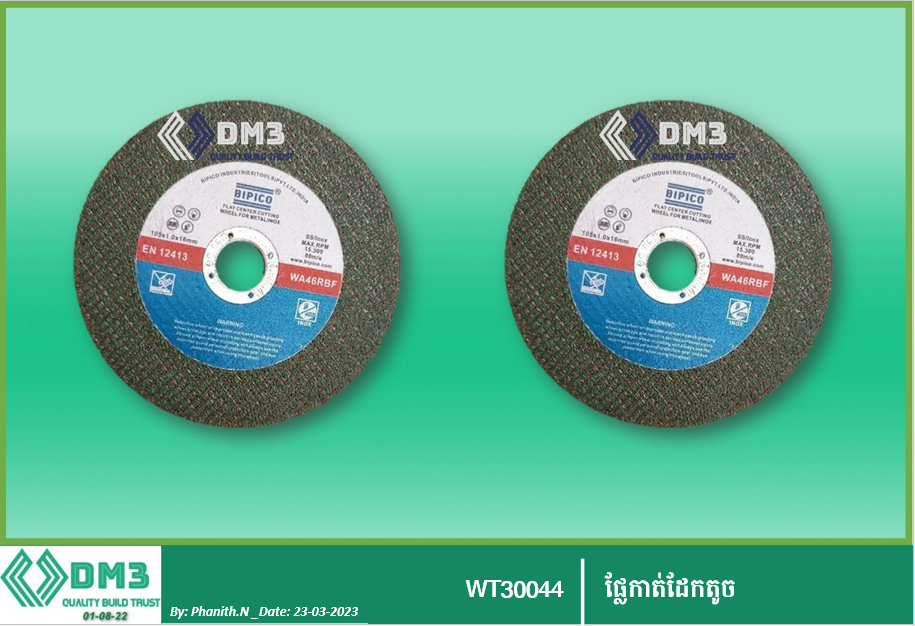 DM3
QUALITY BUILD TRUST
BIPICO INDUSTRIES(TOOLS)PVT.LTD.INDIA
BIPICO®
FLAT CENTER CUTTING
WHEEL FOR METAL/INOX
105x1.0x16mm
SS/Inox
MAX.RPM
15,300
80m/s
www.bipico.com
EN 12413
WA46RBF
INOX
WARNING
DM3
QUALITY BUILD TRUST
BIPICO INDUSTRIES(TOOLS)PVT.LTD.INDIA
BIPICO®
FLAT CENTER CUTTING
WHEEL FOR METAL/INOX
105x1.0x16mm
SS/Inox
MAX.RPM
15,300
80m/s
www.bipico.com
EN 12413
WA46RBF
INOX
WARNING
DM3
QUALITY BUILD TRUST
01-08-22
By: Phanith.N _Date: 23-03-2023
WT30044
ផ្លែកាត់ដែកតូច